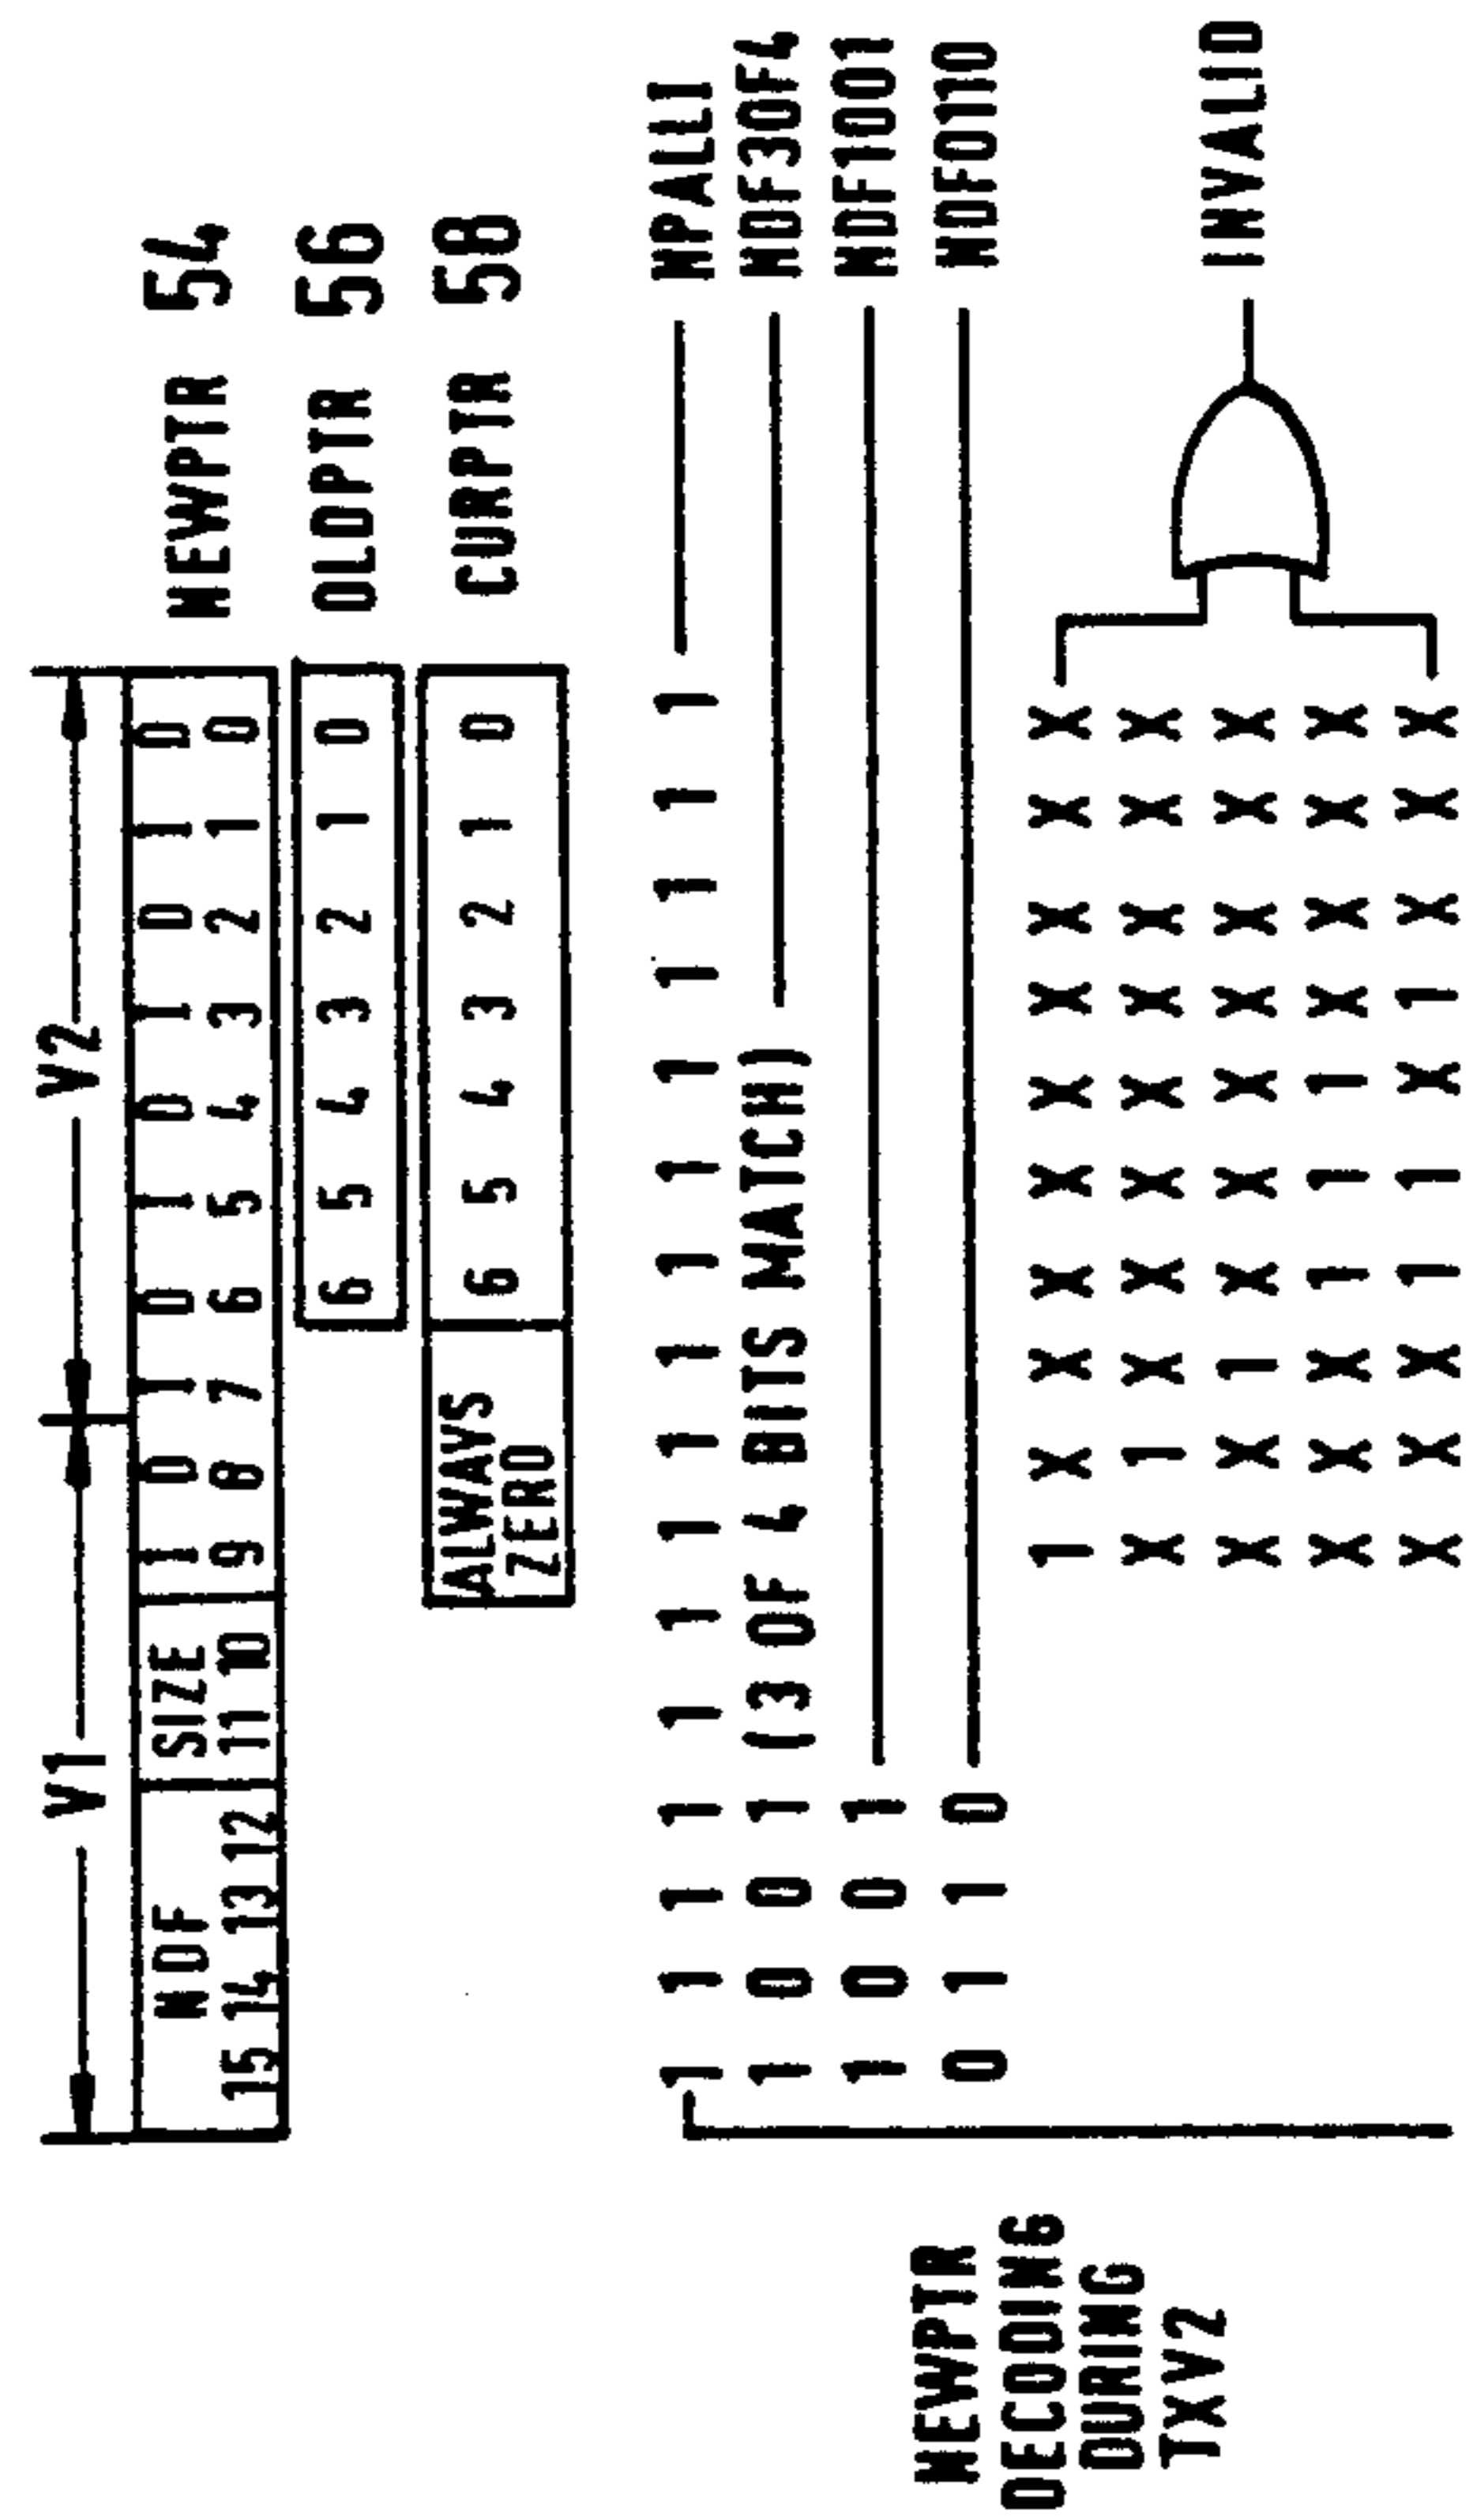 V1 V2
NDF SIZE I D I D I D I D I D NEWPTR 54
15 14 13 12 11 10 9 8 7 6 5 4 3 2 1 0
6 5 4 3 2 1 0 OLDPTR 56
ALWAYS
ZERO 6 5 4 3 2 1 0 CURPTR 58
1 1 1 1 1 1 1 1 1 1 1 1 1 1 1 1 NPALL1
1 0 0 1 (3 OF 4 BITS MATCH) NDF3OF4
1 0 0 1 NDF1001
0 1 1 0 NDF0110
NEWPTR
DECODING
DURING
TXV2
1 X X X X X X X X X
X 1 X X X X X X X X
X X 1 X X X X X X X
X X X 1 1 1 X X X X
X X X 1 1 X 1 X X X
INVALID